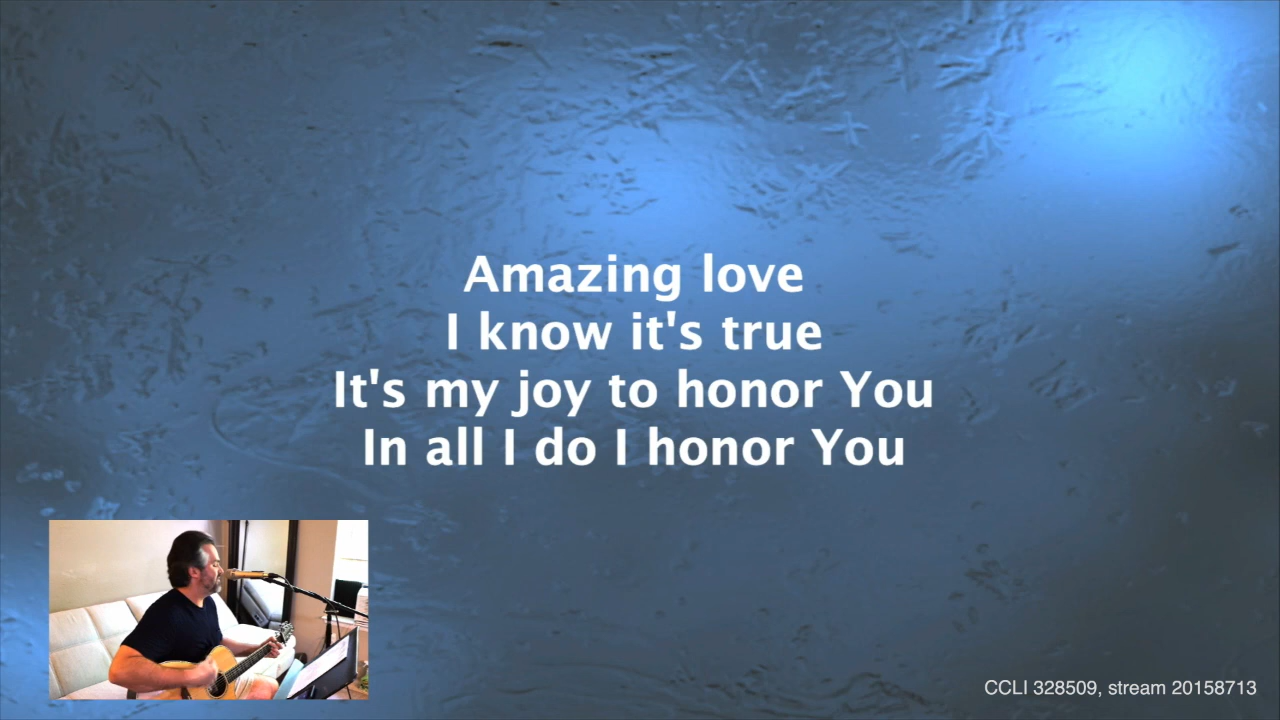 Amazing love
I know it's true
It's my joy to honor You
In all I do I honor You
CCLI 328509, stream 20158713